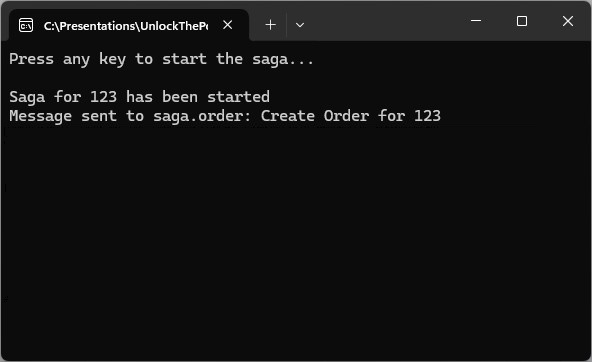 C:\Presentations\UnlockThePo
Press any key to start the saga...
Saga for 123 has been started
Message sent to saga.order: Create Order for 123